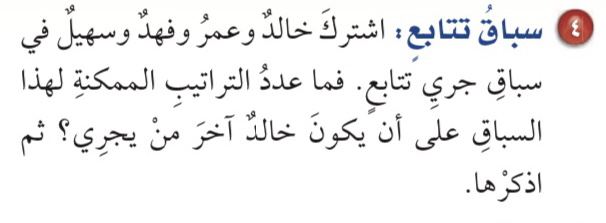 ٤ سباقُ تتابعٍ: اشتركَ خالدٌ وعمرُ وفهدٌ وسهيلٌ في
سباقِ جريِ تتابعٍ. فما عددُ التراتيبِ الممكنةِ لهذا
السباقِ على أن يكونَ خالدٌ آخرَ منْ يجرِي؟ ثم
اذكرْها.